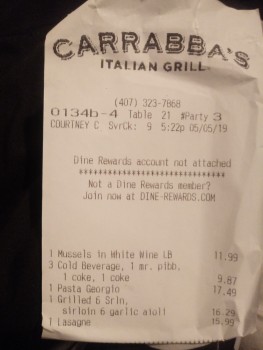 CARRABBA'S
ITALIAN GRILL
(407) 323-7868
0134b-4 Table 21 #Party 3
COURTNEY C SvrCk: 9 5:22p 05/05/19
Dine Rewards account not attached
******************************
Not a Dine Rewards member?
Join now at DINE-REWARDS.COM
1 Mussels in White Wine LB 11.99
3 Cold Beverage, 1 mr. pibb,
1 coke, 1 coke 9.87
1 Pasta Georgio 17.49
1 Grilled 6 Srln,
sirloin 6 garlic aioli 16.29
1 Lasagne 15.99